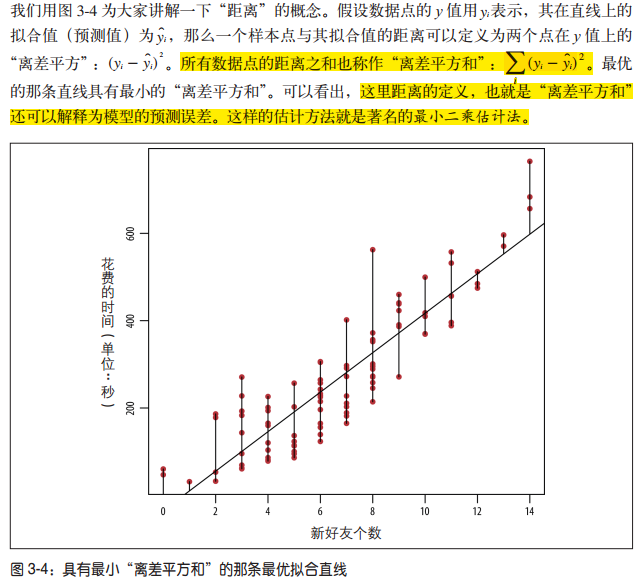 我们用图 3-4 为大家讲解一下“距离”的概念。假设数据点的 y 值用 yᵢ 表示，其在直线上的
拟合值（预测值）为 ŷᵢ，那么一个样本点与其拟合值的距离可以定义为两个点在 y 值上的
“离差平方”：(yᵢ − ŷᵢ)²。所有数据点的距离之和也称作“离差平方和”：∑ᵢ(yᵢ − ŷᵢ)²。最优
的那条直线具有最小的“离差平方和”。可以看出，这里距离的定义，也就是“离差平方和”
还可以解释为模型的预测误差。这样的估计方法就是著名的最小二乘估计法。
花费的时间（单位：秒）
600
400
200
0 2 4 6 8 10 12 14
新好友个数
图 3-4：具有最小“离差平方和”的那条最优拟合直线